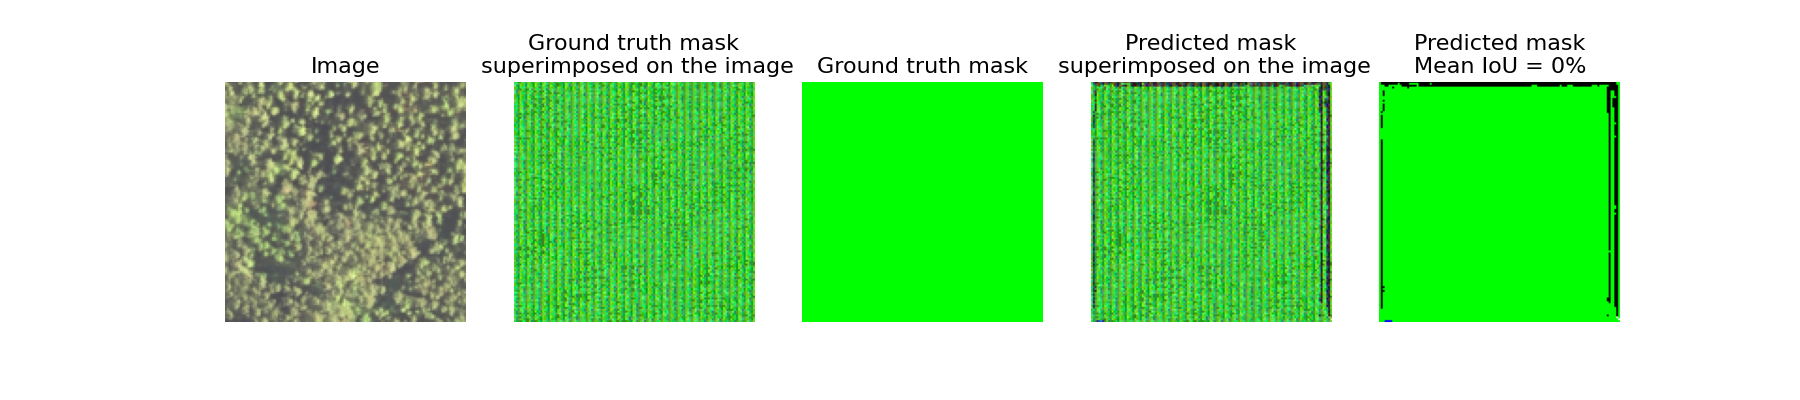 Image
Ground truth mask
superimposed on the image
Ground truth mask
Predicted mask
superimposed on the image
Predicted mask
Mean IoU = 0%